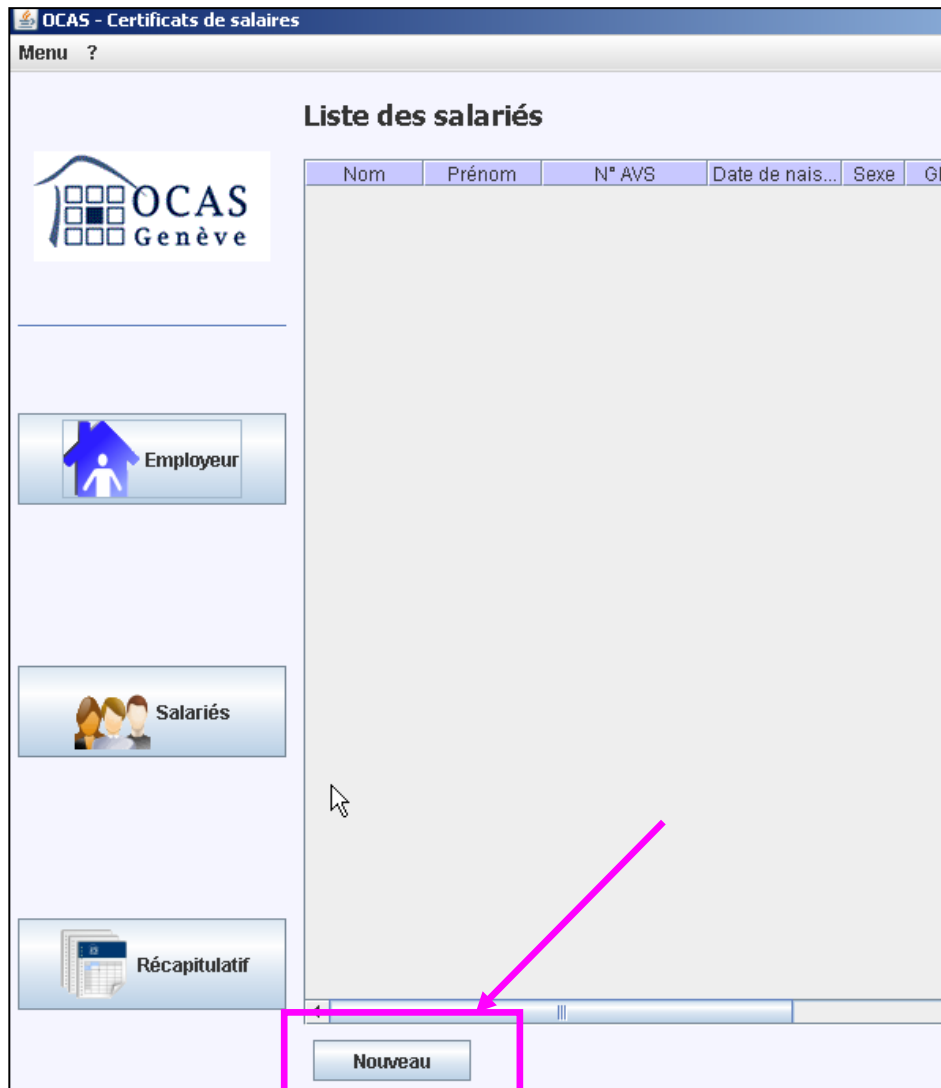 OCAS - Certificats de salaires
Menu ?
Liste des salariés
Nom Prénom N° AVS Date de nais... Sexe
OCAS
Genève
Employeur
Salariés
Récapitulatif
Nouveau